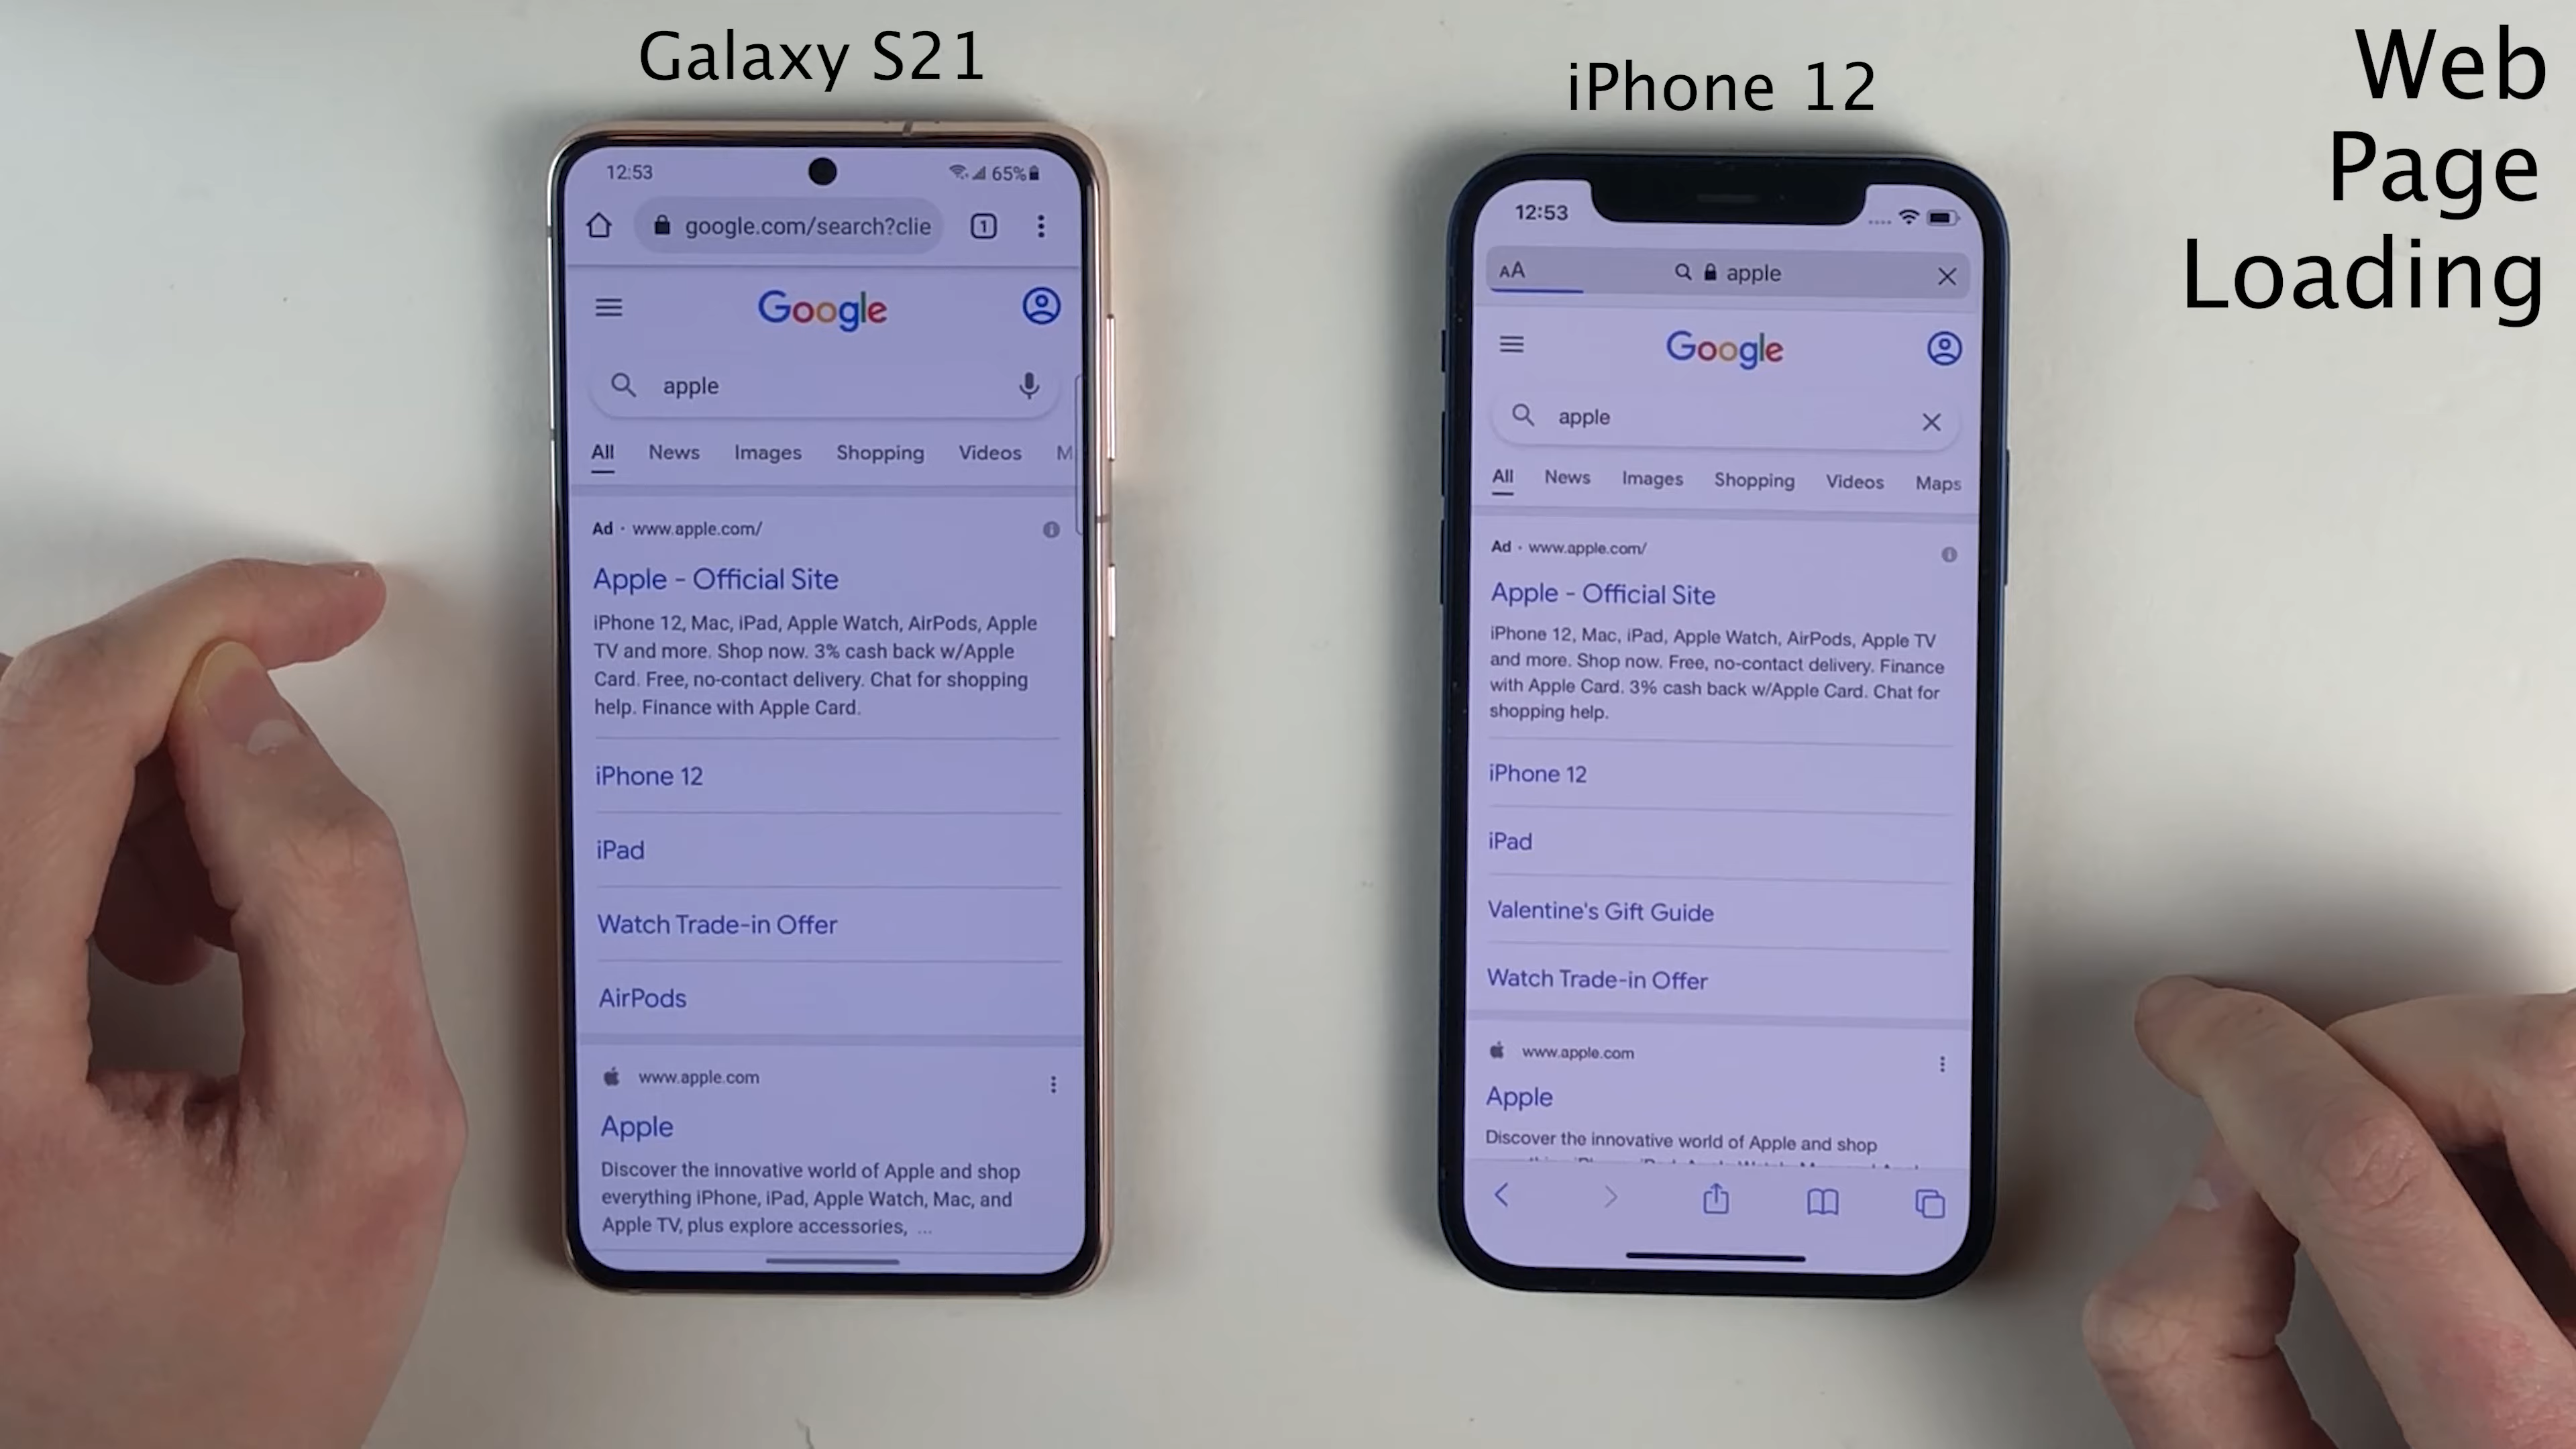 Galaxy S21
iPhone 12
Web
Page
Loading
12:53
65%
google.com/search?clie
1
Google
apple
All News Images Shopping Videos M
Ad · www.apple.com/
Apple - Official Site
iPhone 12, Mac, iPad, Apple Watch, AirPods, Apple
TV and more. Shop now. 3% cash back w/Apple
Card. Free, no-contact delivery. Chat for shopping
help. Finance with Apple Card.
iPhone 12
iPad
Watch Trade-in Offer
AirPods
www.apple.com
Apple
Discover the innovative world of Apple and shop
everything iPhone, iPad, Apple Watch, Mac, and
Apple TV, plus explore accessories, ...
12:53
AA apple
Google
apple
All News Images Shopping Videos Maps
Ad · www.apple.com/
Apple - Official Site
iPhone 12, Mac, iPad, Apple Watch, AirPods, Apple TV
and more. Shop now. Free, no-contact delivery. Finance
with Apple Card. 3% cash back w/Apple Card. Chat for
shopping help.
iPhone 12
iPad
Valentine's Gift Guide
Watch Trade-in Offer
www.apple.com
Apple
Discover the innovative world of Apple and shop